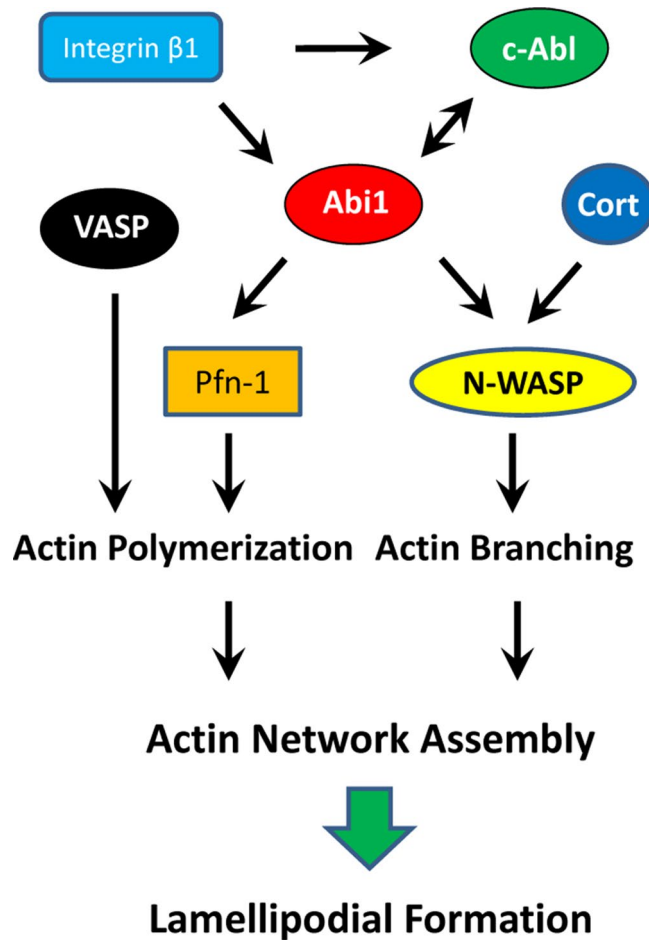 Integrin β1
c-Abl
Abi1
Cort
VASP
Pfn-1
N-WASP
Actin Polymerization
Actin Branching
Actin Network Assembly
Lamellipodial Formation